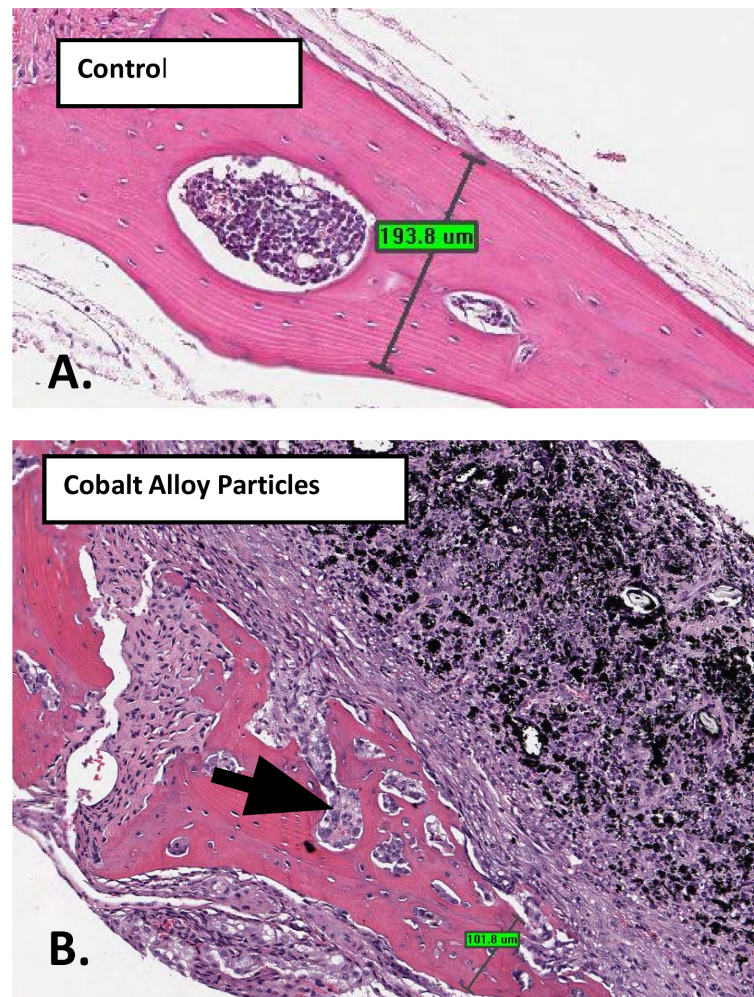 Control
193.8 um
A.
Cobalt Alloy Particles
101.8 um
B.